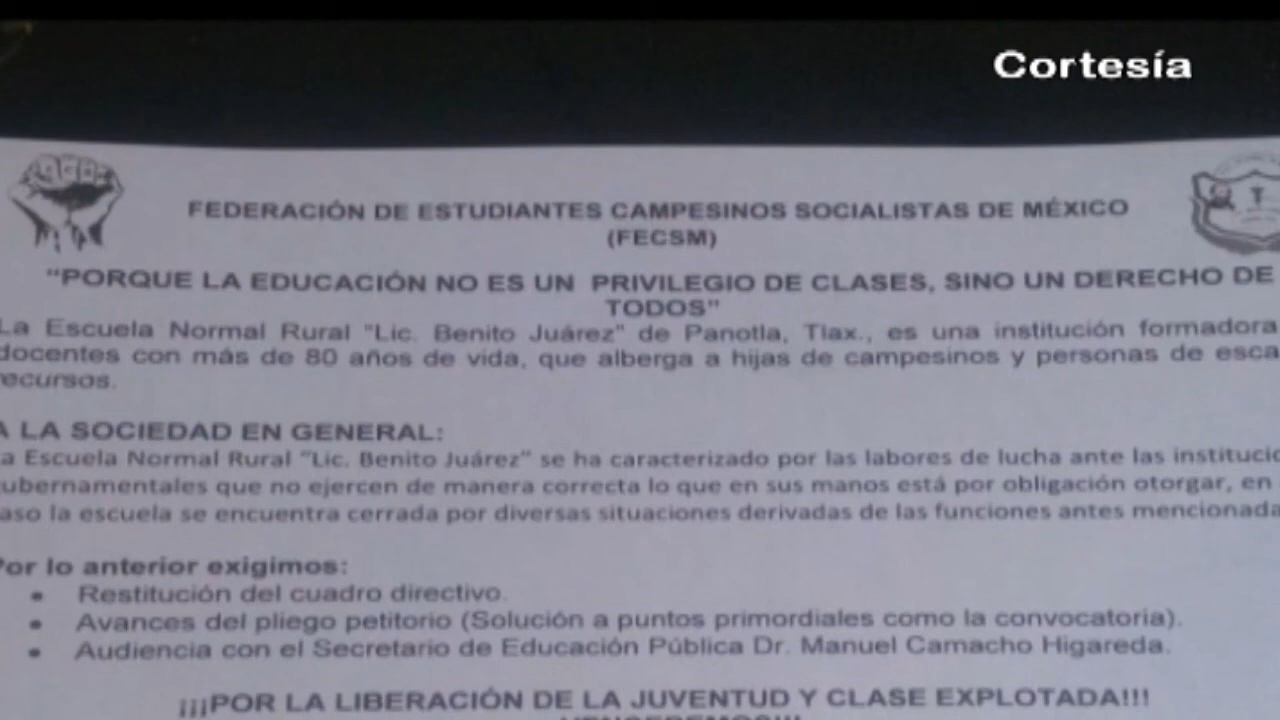 Cortesía
FEDERACIÓN DE ESTUDIANTES CAMPESINOS SOCIALISTAS DE MÉXICO
(FECSM)
"PORQUE LA EDUCACIÓN NO ES UN PRIVILEGIO DE CLASES, SINO UN DERECHO DE
TODOS"
La Escuela Normal Rural "Lic. Benito Juárez" de Panotla, Tlax., es una institución formadora
docentes con más de 80 años de vida, que alberga a hijas de campesinos y personas de esca
recursos.
A LA SOCIEDAD EN GENERAL:
a Escuela Normal Rural "Lic. Benito Juárez" se ha caracterizado por las labores de lucha ante las institucio
ubernamentales que no ejercen de manera correcta lo que en sus manos está por obligación otorgar, en
aso la escuela se encuentra cerrada por diversas situaciones derivadas de las funciones antes mencionada
Por lo anterior exigimos:
• Restitución del cuadro directivo.
• Avances del pliego petitorio (Solución a puntos primordiales como la convocatoria).
• Audiencia con el Secretario de Educación Pública Dr. Manuel Camacho Higareda.
¡¡¡POR LA LIBERACIÓN DE LA JUVENTUD Y CLASE EXPLOTADA!!!